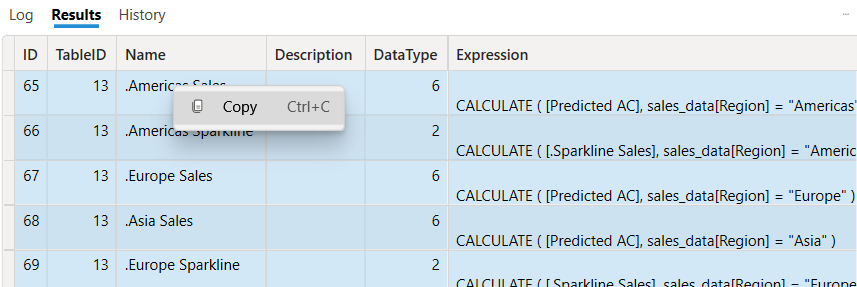 Log Results History
ID TableID Name Description DataType Expression
65 13 .Americas Sales 6
CALCULATE ( [Predicted AC], sales_data[Region] = "Americas"
Copy Ctrl+C
66 13 .Americas Sparkline 2
CALCULATE ( [.Sparkline Sales], sales_data[Region] = "Americ
67 13 .Europe Sales 6
CALCULATE ( [Predicted AC], sales_data[Region] = "Europe" )
68 13 .Asia Sales 6
CALCULATE ( [Predicted AC], sales_data[Region] = "Asia" )
69 13 .Europe Sparkline 2
CALCULATE ( [.Sparkline Sales], sales_data[Region] = "Europe